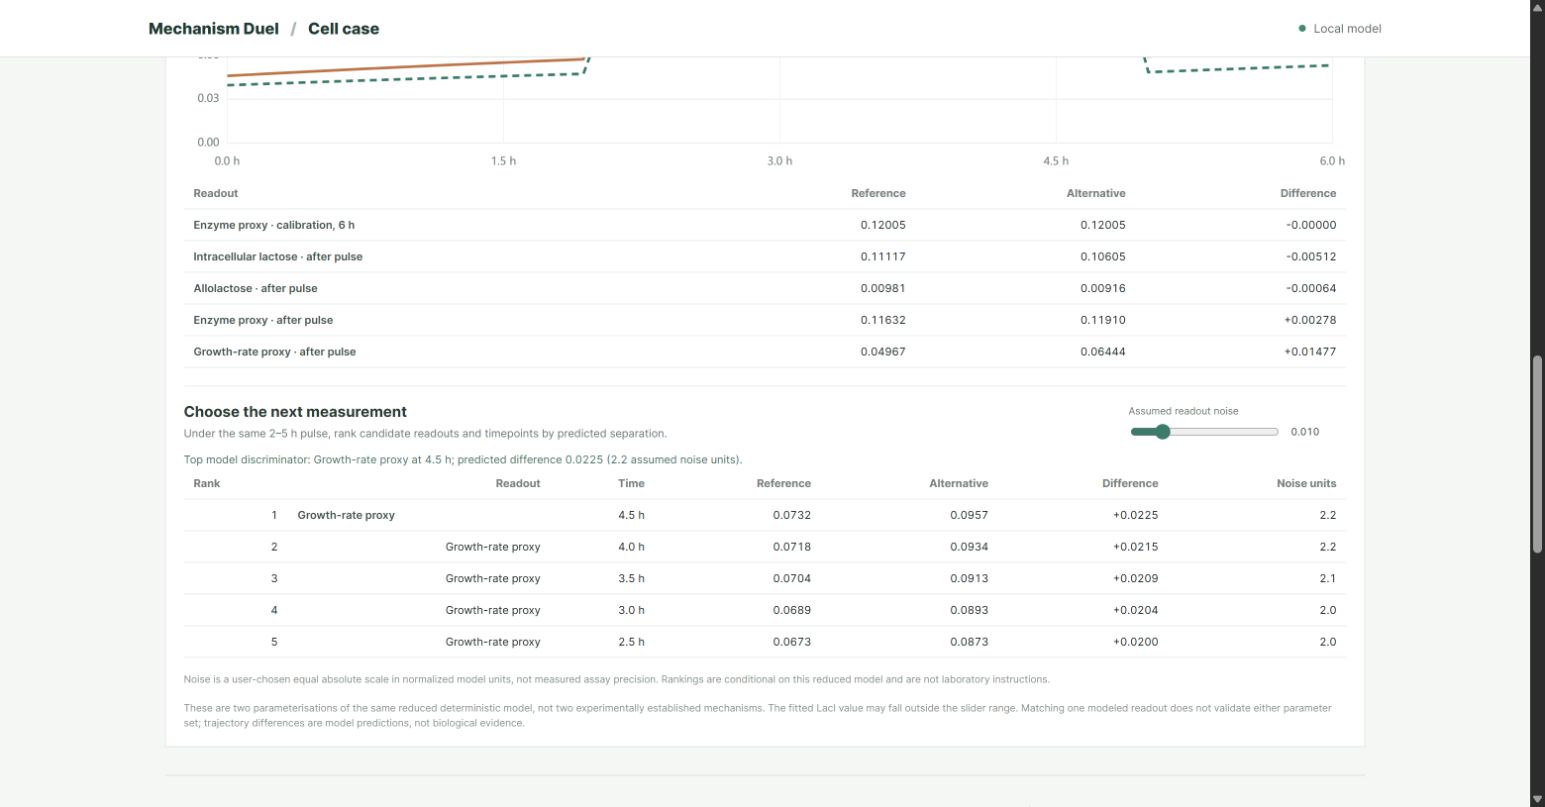 Mechanism Duel / Cell case
Local model
0.03
0.00
0.0 h 1.5 h 3.0 h 4.5 h 6.0 h
Readout Reference Alternative Difference
Enzyme proxy · calibration, 6 h 0.12005 0.12005 -0.00000
Intracellular lactose · after pulse 0.11117 0.10605 -0.00512
Allolactose · after pulse 0.00981 0.00916 -0.00064
Enzyme proxy · after pulse 0.11632 0.11910 +0.00278
Growth-rate proxy · after pulse 0.04967 0.06444 +0.01477
Choose the next measurement
Under the same 2–5 h pulse, rank candidate readouts and timepoints by predicted separation.
Assumed readout noise
0.010
Top model discriminator: Growth-rate proxy at 4.5 h; predicted difference 0.0225 (2.2 assumed noise units).
Rank Readout Time Reference Alternative Difference Noise units
1 Growth-rate proxy 4.5 h 0.0732 0.0957 +0.0225 2.2
2 Growth-rate proxy 4.0 h 0.0718 0.0934 +0.0215 2.2
3 Growth-rate proxy 3.5 h 0.0704 0.0913 +0.0209 2.1
4 Growth-rate proxy 3.0 h 0.0689 0.0893 +0.0204 2.0
5 Growth-rate proxy 2.5 h 0.0673 0.0873 +0.0200 2.0
Noise is a user-chosen equal absolute scale in normalized model units, not measured assay precision. Rankings are conditional on this reduced model and are not laboratory instructions.
These are two parameterisations of the same reduced deterministic model, not two experimentally established mechanisms. The fitted LacI value may fall outside the slider range. Matching one modeled readout does not validate either parameter
set; trajectory differences are model predictions, not biological evidence.